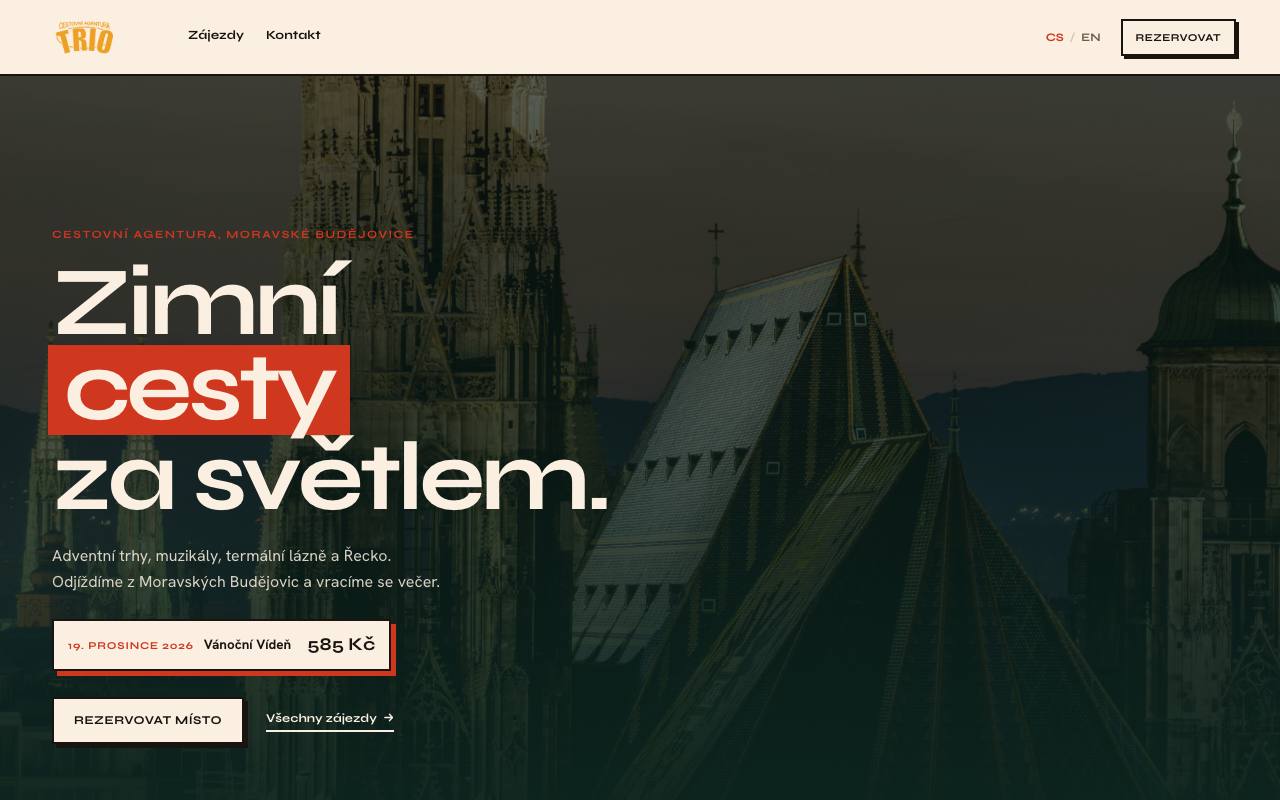 CESTOVNÍ AGENTURA
TRIO
Zájezdy
Kontakt
CS / EN
REZERVOVAT
CESTOVNÍ AGENTURA, MORAVSKÉ BUDĚJOVICE
Zimní
cesty
za světlem.
Adventní trhy, muzikály, termální lázně a Řecko.
Odjíždíme z Moravských Budějovic a vracíme se večer.
19. PROSINCE 2026 Vánoční Vídeň 585 Kč
REZERVOVAT MÍSTO
Všechny zájezdy →